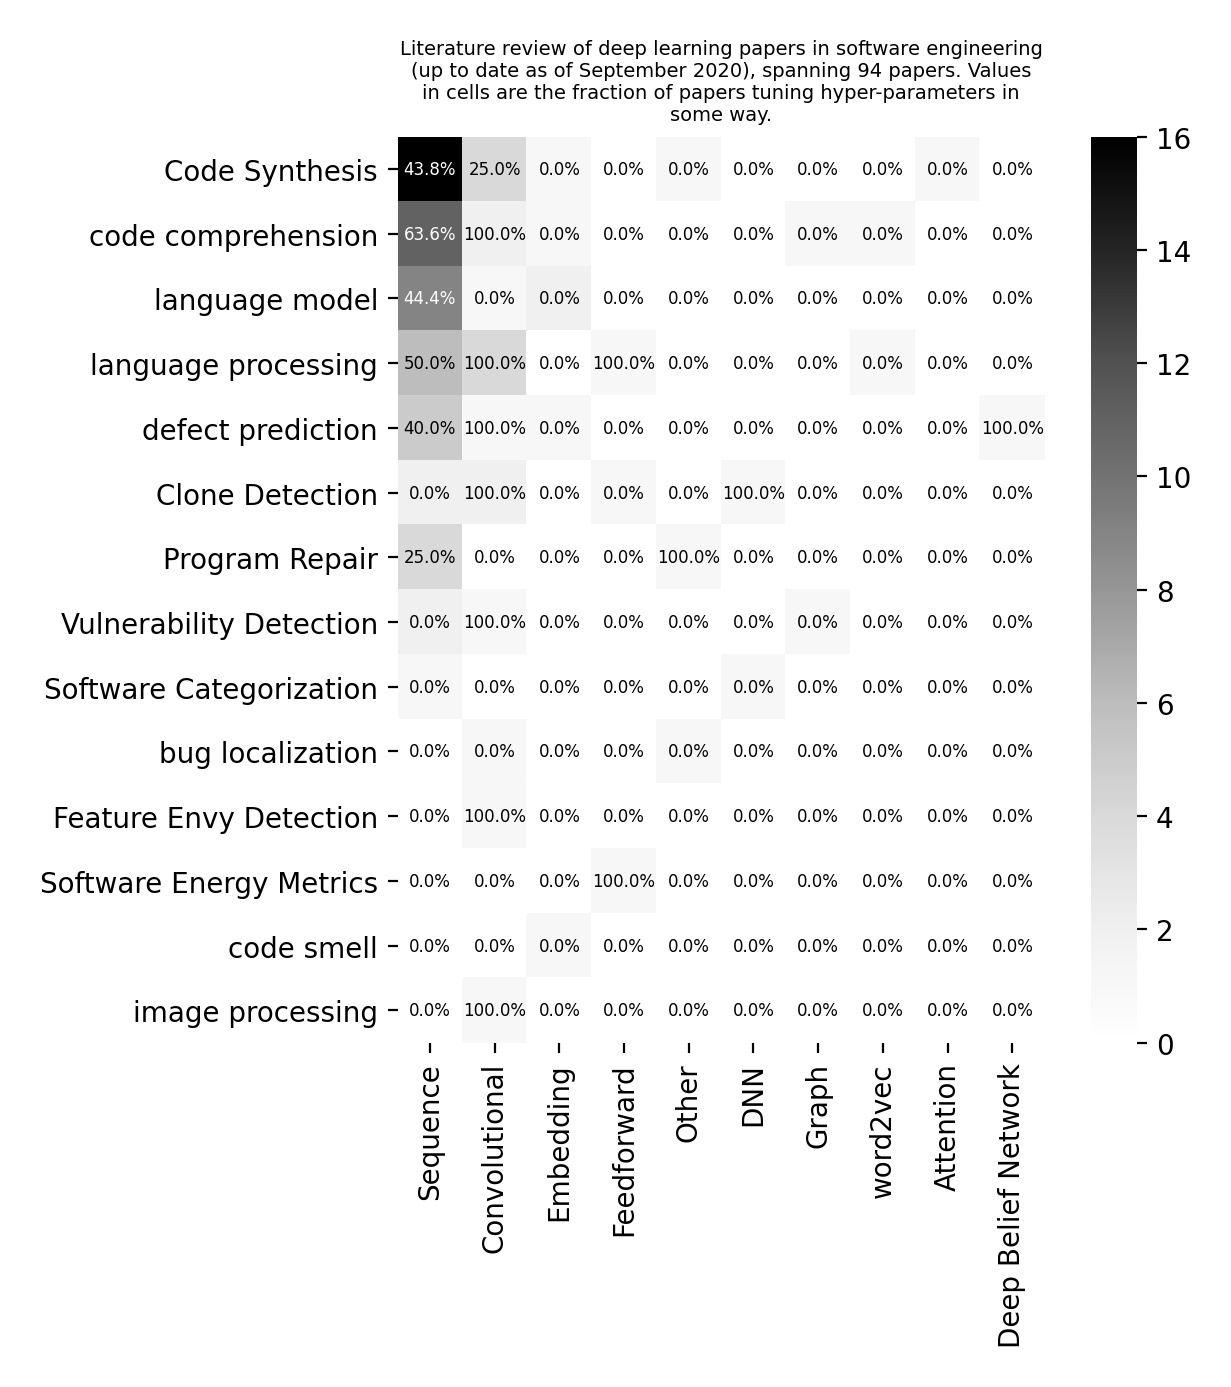 Literature review of deep learning papers in software engineering
(up to date as of September 2020), spanning 94 papers. Values
in cells are the fraction of papers tuning hyper-parameters in
some way.
Code Synthesis 43.8% 25.0% 0.0% 0.0% 0.0% 0.0% 0.0% 0.0% 0.0% 0.0%
code comprehension 63.6% 100.0% 0.0% 0.0% 0.0% 0.0% 0.0% 0.0% 0.0% 0.0%
language model 44.4% 0.0% 0.0% 0.0% 0.0% 0.0% 0.0% 0.0% 0.0% 0.0%
language processing 50.0% 100.0% 0.0% 100.0% 0.0% 0.0% 0.0% 0.0% 0.0% 0.0%
defect prediction 40.0% 100.0% 0.0% 0.0% 0.0% 0.0% 0.0% 0.0% 0.0% 100.0%
Clone Detection 0.0% 100.0% 0.0% 0.0% 0.0% 100.0% 0.0% 0.0% 0.0% 0.0%
Program Repair 25.0% 0.0% 0.0% 0.0% 100.0% 0.0% 0.0% 0.0% 0.0% 0.0%
Vulnerability Detection 0.0% 100.0% 0.0% 0.0% 0.0% 0.0% 0.0% 0.0% 0.0% 0.0%
Software Categorization 0.0% 0.0% 0.0% 0.0% 0.0% 0.0% 0.0% 0.0% 0.0% 0.0%
bug localization 0.0% 0.0% 0.0% 0.0% 0.0% 0.0% 0.0% 0.0% 0.0% 0.0%
Feature Envy Detection 0.0% 100.0% 0.0% 0.0% 0.0% 0.0% 0.0% 0.0% 0.0% 0.0%
Software Energy Metrics 0.0% 0.0% 0.0% 100.0% 0.0% 0.0% 0.0% 0.0% 0.0% 0.0%
code smell 0.0% 0.0% 0.0% 0.0% 0.0% 0.0% 0.0% 0.0% 0.0% 0.0%
image processing 0.0% 100.0% 0.0% 0.0% 0.0% 0.0% 0.0% 0.0% 0.0% 0.0%
Sequence
Convolutional
Embedding
Feedforward
Other
DNN
Graph
word2vec
Attention
Deep Belief Network
16
14
12
10
8
6
4
2
0